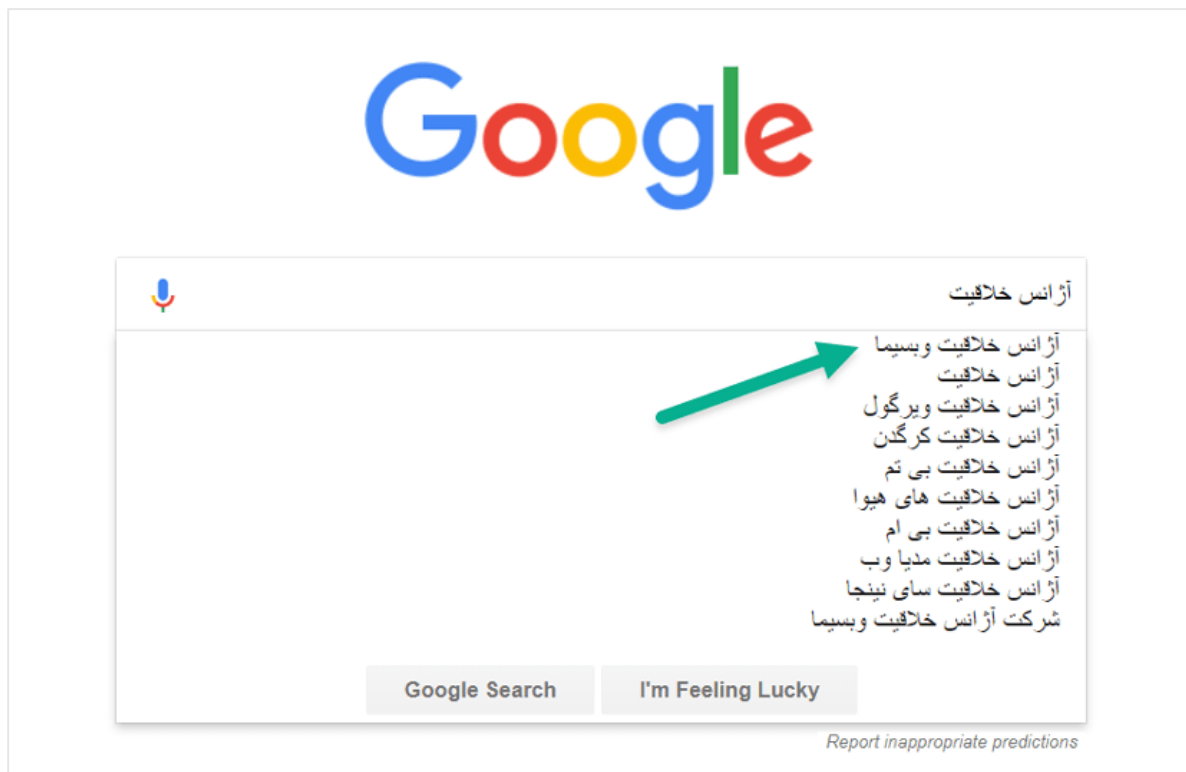 Google
آژانس خلاقیت
آژانس خلاقیت وبسیما
آژانس خلاقیت
آژانس خلاقیت ویرگول
آژانس خلاقیت کرگدن
آژانس خلاقیت بی تم
آژانس خلاقیت های هیوا
آژانس خلاقیت بی ام
آژانس خلاقیت مدیا وب
آژانس خلاقیت سای نینجا
شرکت آژانس خلاقیت وبسیما
Google Search I'm Feeling Lucky
Report inappropriate predictions